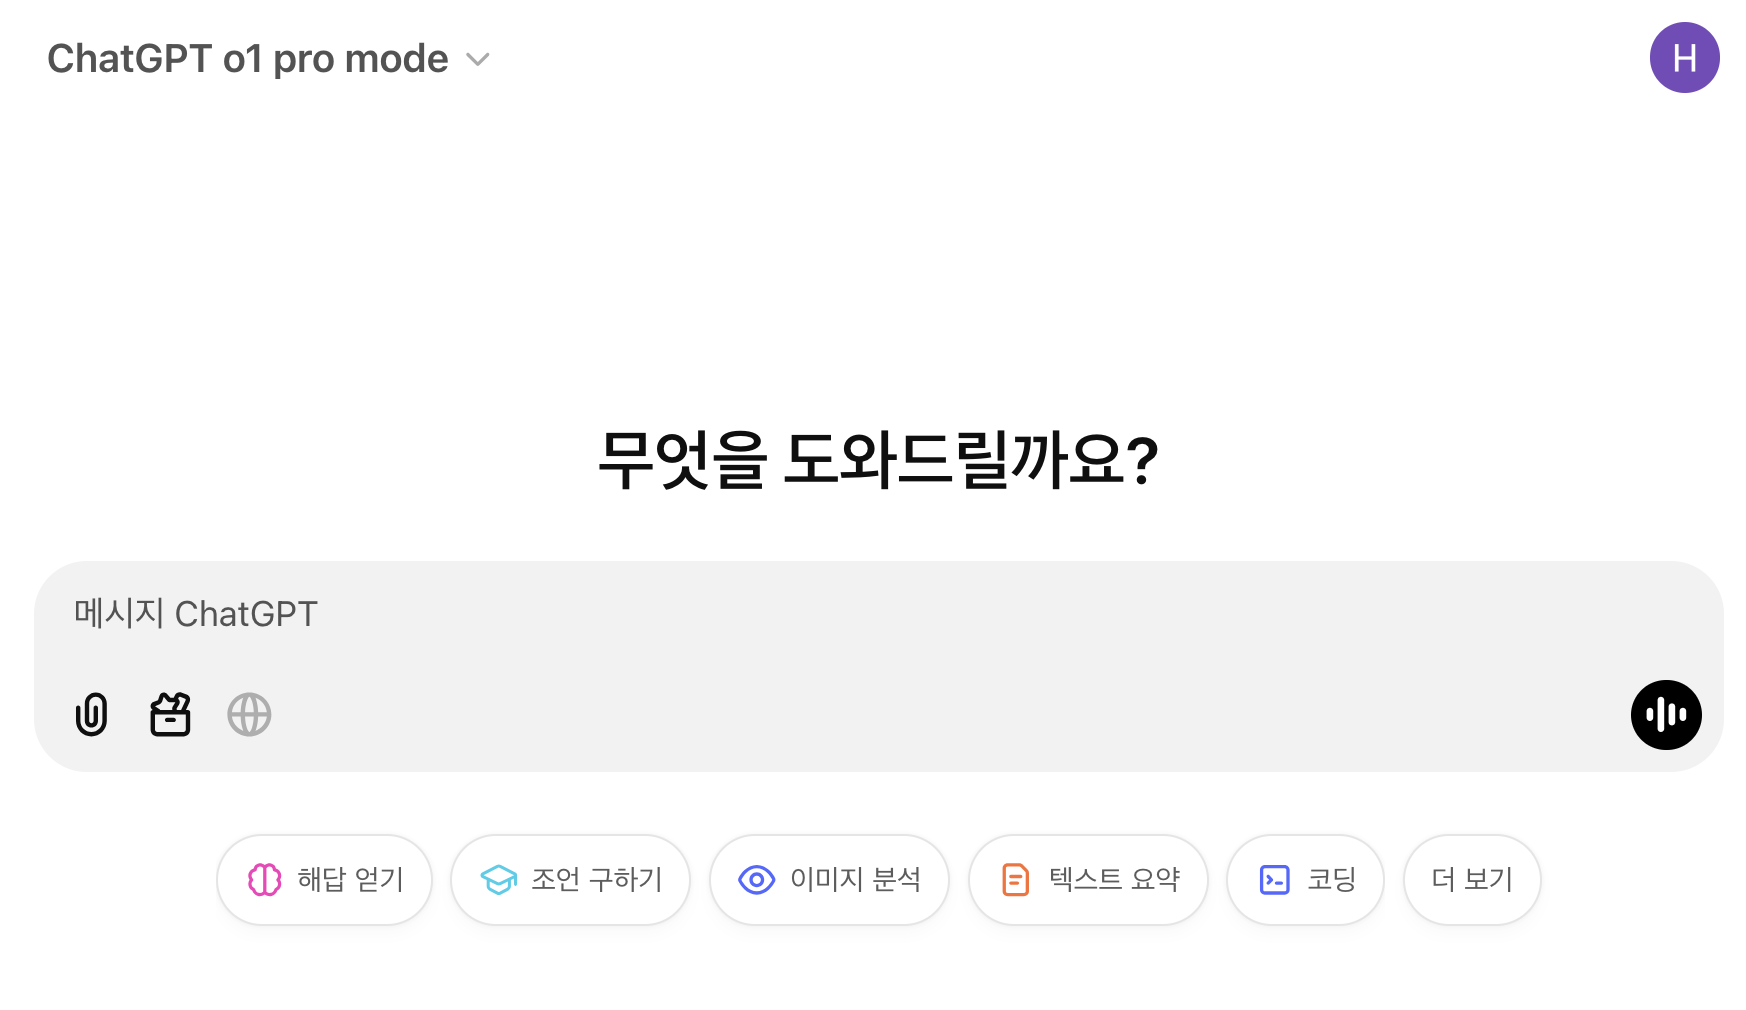 ChatGPT o1 pro mode
H
무엇을 도와드릴까요?
메시지 ChatGPT
해답 얻기
조언 구하기
이미지 분석
텍스트 요약
코딩
더 보기